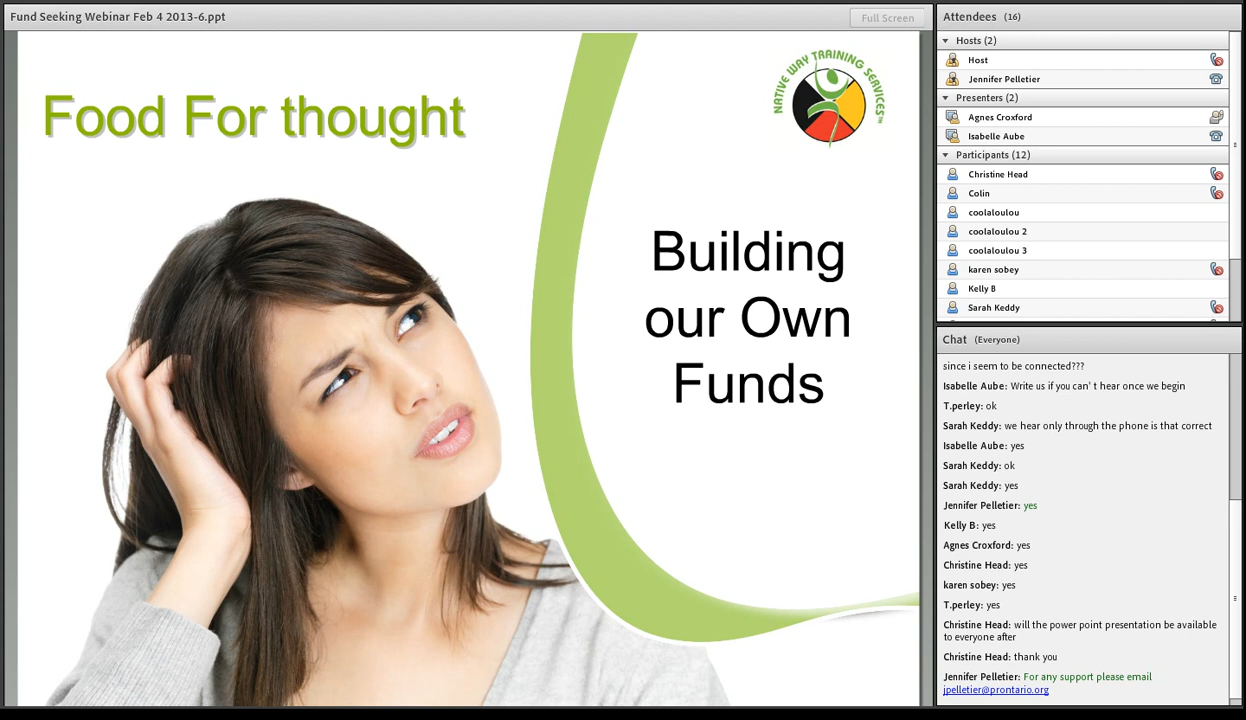 Fund Seeking Webinar Feb 4 2013-6.ppt
Full Screen
Food For thought
NATIVE WAY TRAINING SERVICES™
Building
our Own
Funds
Attendees (16)
Hosts (2)
Host
Jennifer Pelletier
Presenters (2)
Agnes Croxford
Isabelle Aube
Participants (12)
Christine Head
Colin
coolaloulou
coolaloulou 2
coolaloulou 3
karen sobey
Kelly B
Sarah Keddy
Chat (Everyone)
since i seem to be connected???
Isabelle Aube: Write us if you can' t hear once we begin
T.perley: ok
Sarah Keddy: we hear only through the phone is that correct
Isabelle Aube: yes
Sarah Keddy: ok
Sarah Keddy: yes
Jennifer Pelletier: yes
Kelly B: yes
Agnes Croxford: yes
Christine Head: yes
karen sobey: yes
T.perley: yes
Christine Head: will the power point presentation be available
to everyone after
Christine Head: thank you
Jennifer Pelletier: For any support please email
jpelletier@prontario.org